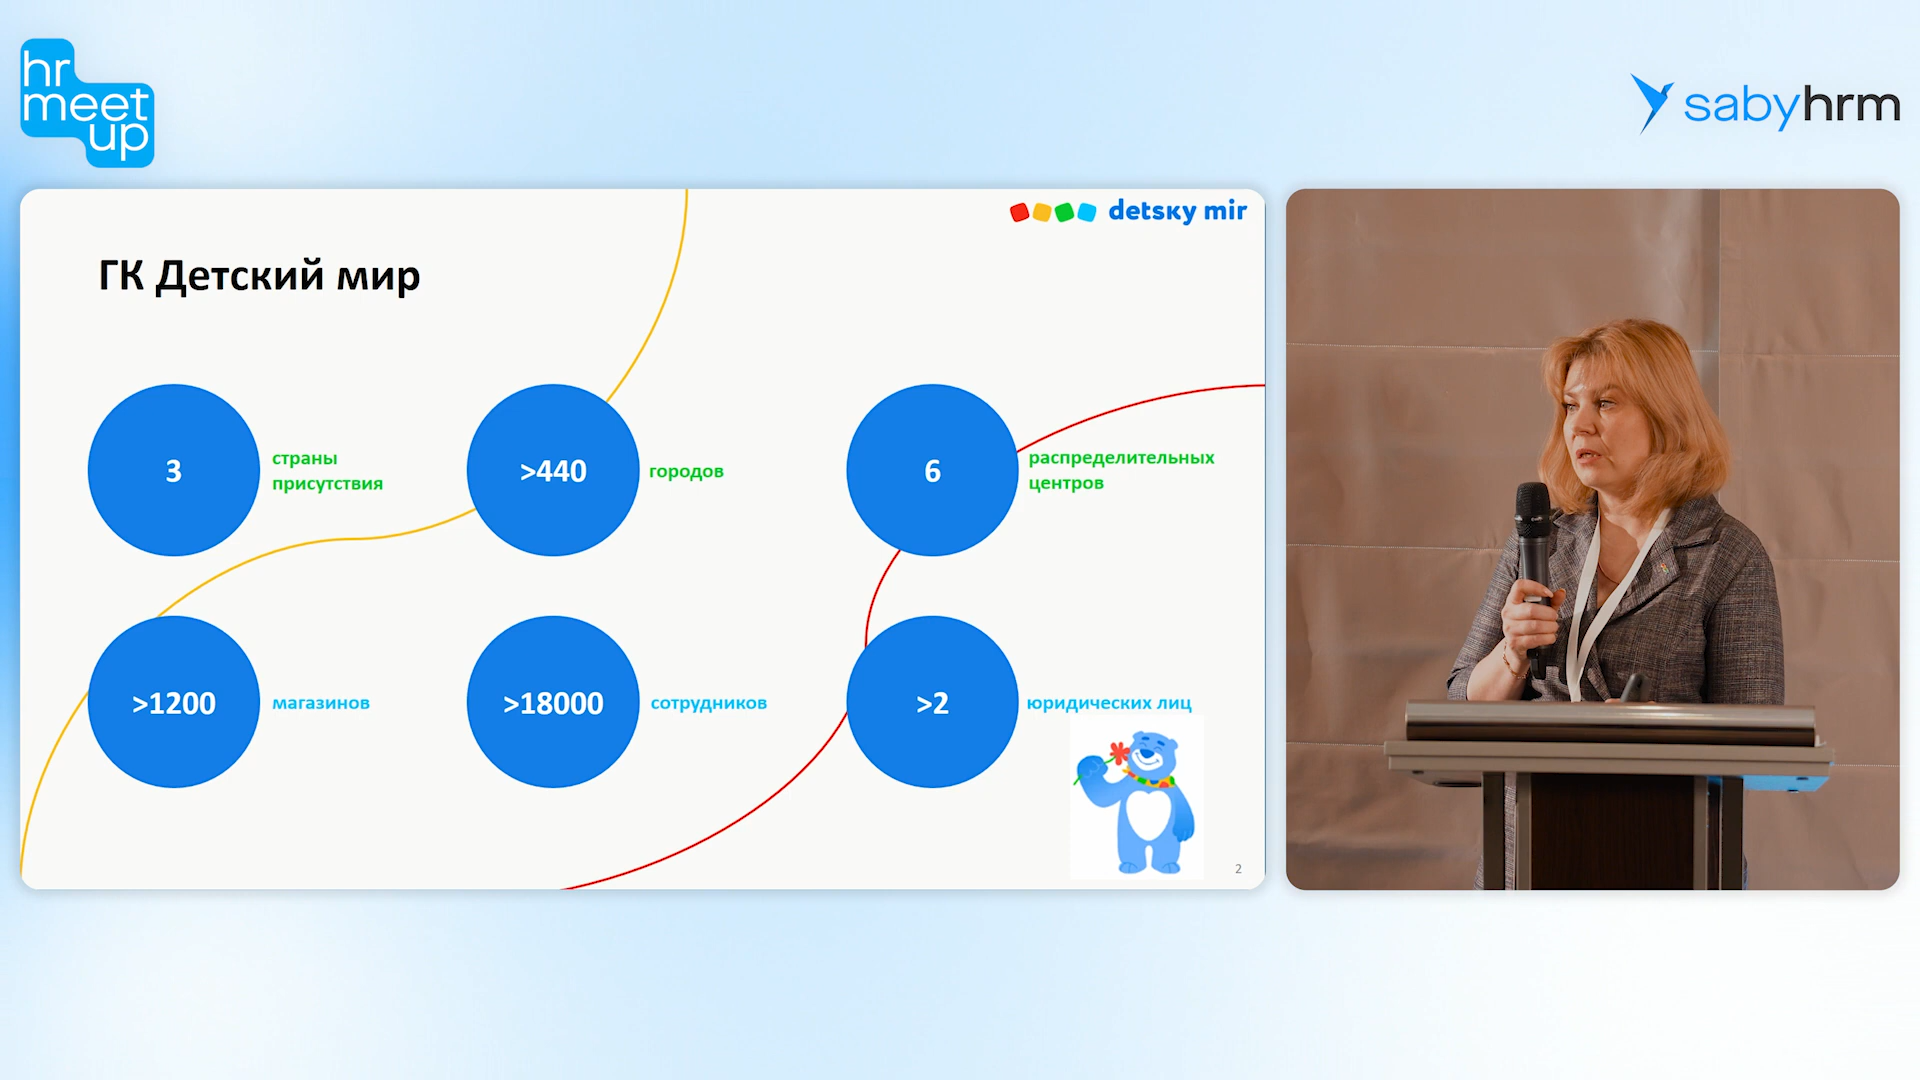 hr
meet
up
sabyhrm
detsky mir
ГК Детский мир
3
страны
присутствия
>440
городов
6
распределительных
центров
>1200
магазинов
>18000
сотрудников
>2
юридических лиц
2